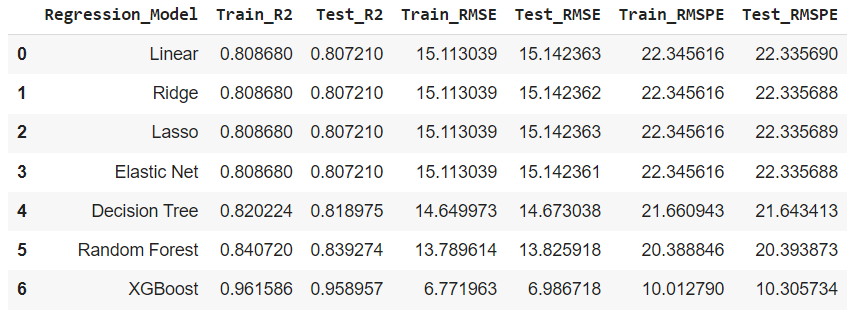 Regression_Model Train_R2 Test_R2 Train_RMSE Test_RMSE Train_RMSPE Test_RMSPE
0 Linear 0.808680 0.807210 15.113039 15.142363 22.345616 22.335690
1 Ridge 0.808680 0.807210 15.113039 15.142362 22.345616 22.335688
2 Lasso 0.808680 0.807210 15.113039 15.142363 22.345616 22.335689
3 Elastic Net 0.808680 0.807210 15.113039 15.142361 22.345616 22.335688
4 Decision Tree 0.820224 0.818975 14.649973 14.673038 21.660943 21.643413
5 Random Forest 0.840720 0.839274 13.789614 13.825918 20.388846 20.393873
6 XGBoost 0.961586 0.958957 6.771963 6.986718 10.012790 10.305734